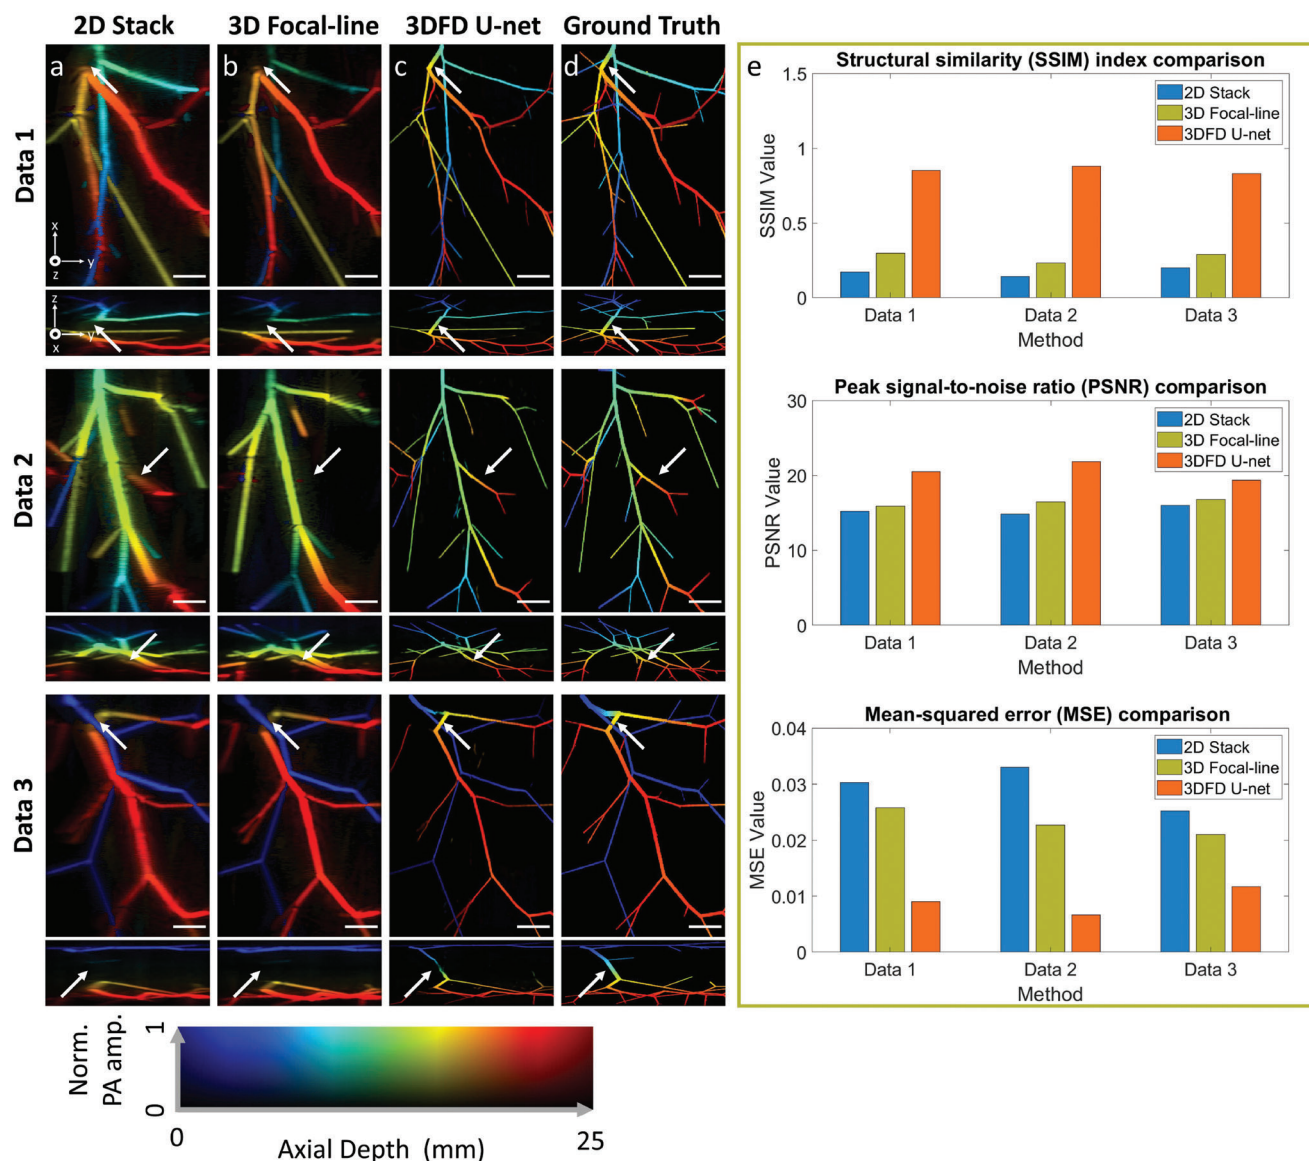 2D Stack 3D Focal-line 3DFD U-net Ground Truth
a b c d
Data 1
x
y
z
z
y
x
Data 2
Data 3
Norm.
PA amp.
1
0
0
25
Axial Depth (mm)
e
Structural similarity (SSIM) index comparison
1.5
1
0.5
0
SSIM Value
2D Stack
3D Focal-line
3DFD U-net
Data 1 Data 2 Data 3
Method
Peak signal-to-noise ratio (PSNR) comparison
30
20
10
0
PSNR Value
2D Stack
3D Focal-line
3DFD U-net
Data 1 Data 2 Data 3
Method
Mean-squared error (MSE) comparison
0.04
0.03
0.02
0.01
0
MSE Value
2D Stack
3D Focal-line
3DFD U-net
Data 1 Data 2 Data 3
Method